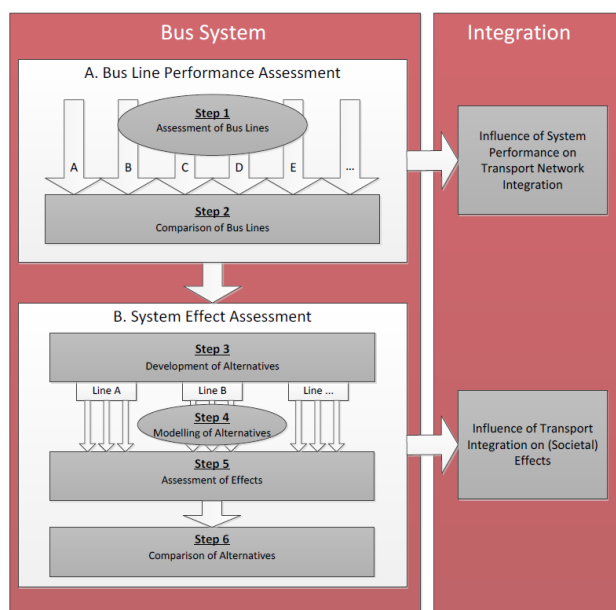 Bus System
Integration
A. Bus Line Performance Assessment
Step 1
Assessment of Bus Lines
A B C D E ...
Step 2
Comparison of Bus Lines
Influence of System
Performance on
Transport Network
Integration
B. System Effect Assessment
Step 3
Development of Alternatives
Line A Line B Line ...
Step 4
Modelling of Alternatives
Step 5
Assessment of Effects
Step 6
Comparison of Alternatives
Influence of Transport
Integration on (Societal)
Effects